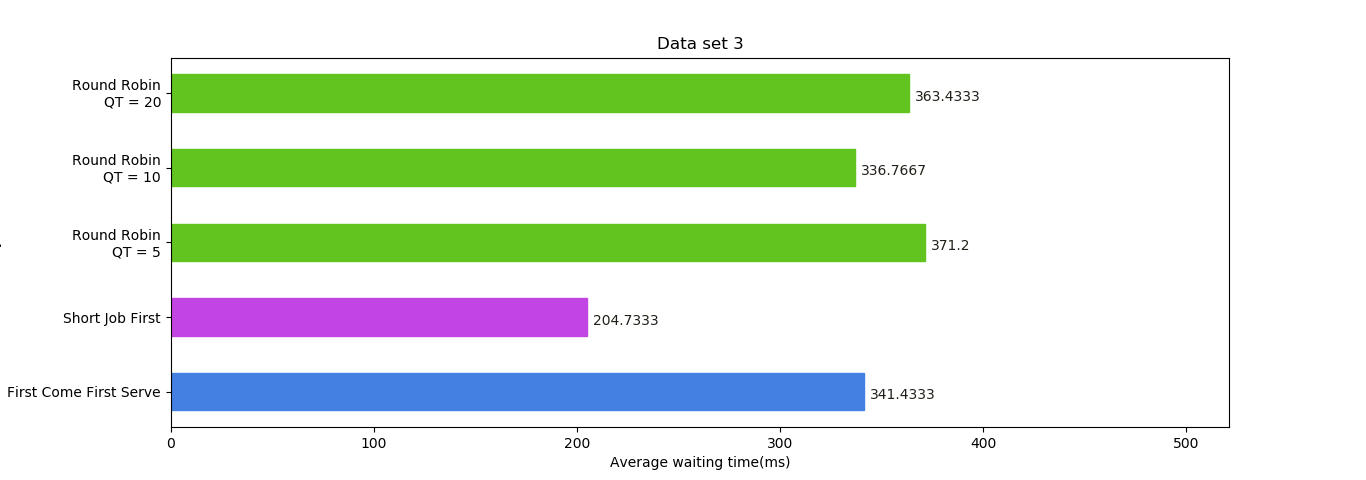 Data set 3
Round Robin
QT = 20
363.4333
Round Robin
QT = 10
336.7667
Round Robin
QT = 5
371.2
Short Job First
204.7333
First Come First Serve
341.4333
0 100 200 300 400 500
Average waiting time(ms)